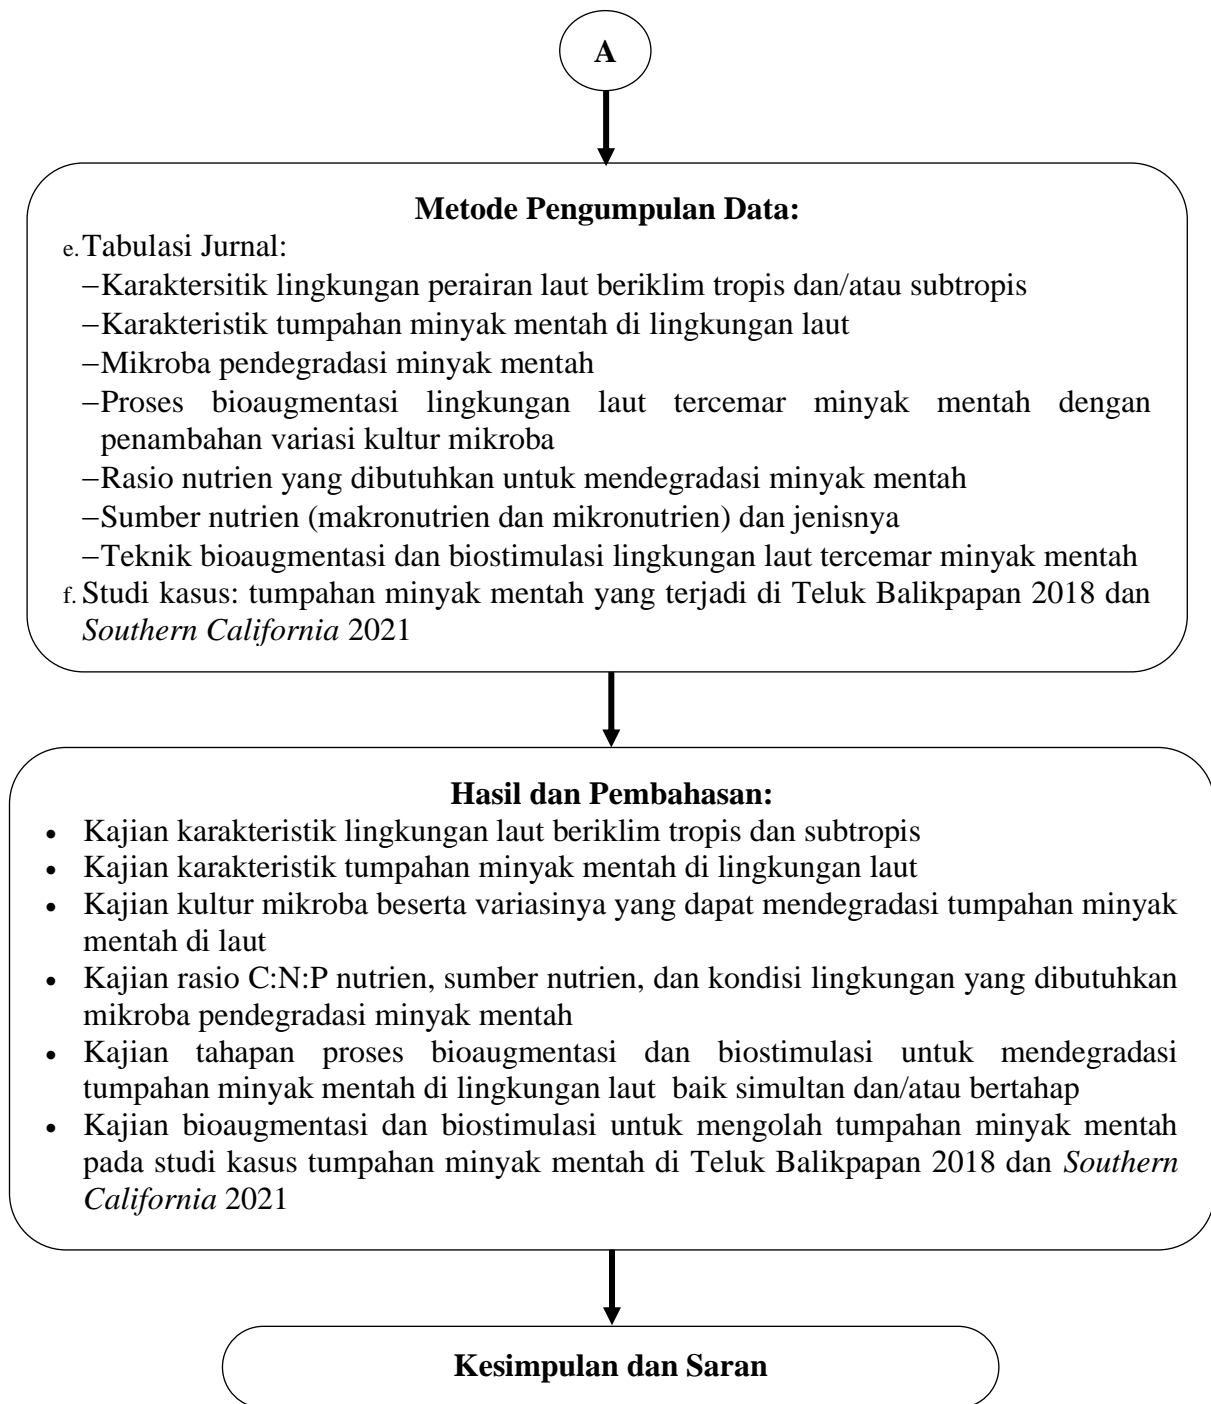 A
Metode Pengumpulan Data:
e. Tabulasi Jurnal:
–Karaktersitik lingkungan perairan laut beriklim tropis dan/atau subtropis
–Karakteristik tumpahan minyak mentah di lingkungan laut
–Mikroba pendegradasi minyak mentah
–Proses bioaugmentasi lingkungan laut tercemar minyak mentah dengan
penambahan variasi kultur mikroba
–Rasio nutrien yang dibutuhkan untuk mendegradasi minyak mentah
–Sumber nutrien (makronutrien dan mikronutrien) dan jenisnya
–Teknik bioaugmentasi dan biostimulasi lingkungan laut tercemar minyak mentah
f. Studi kasus: tumpahan minyak mentah yang terjadi di Teluk Balikpapan 2018 dan
Southern California 2021
Hasil dan Pembahasan:
• Kajian karakteristik lingkungan laut beriklim tropis dan subtropis
• Kajian karakteristik tumpahan minyak mentah di lingkungan laut
• Kajian kultur mikroba beserta variasinya yang dapat mendegradasi tumpahan minyak
mentah di laut
• Kajian rasio C:N:P nutrien, sumber nutrien, dan kondisi lingkungan yang dibutuhkan
mikroba pendegradasi minyak mentah
• Kajian tahapan proses bioaugmentasi dan biostimulasi untuk mendegradasi
tumpahan minyak mentah di lingkungan laut baik simultan dan/atau bertahap
• Kajian bioaugmentasi dan biostimulasi untuk mengolah tumpahan minyak mentah
pada studi kasus tumpahan minyak mentah di Teluk Balikpapan 2018 dan Southern
California 2021
Kesimpulan dan Saran